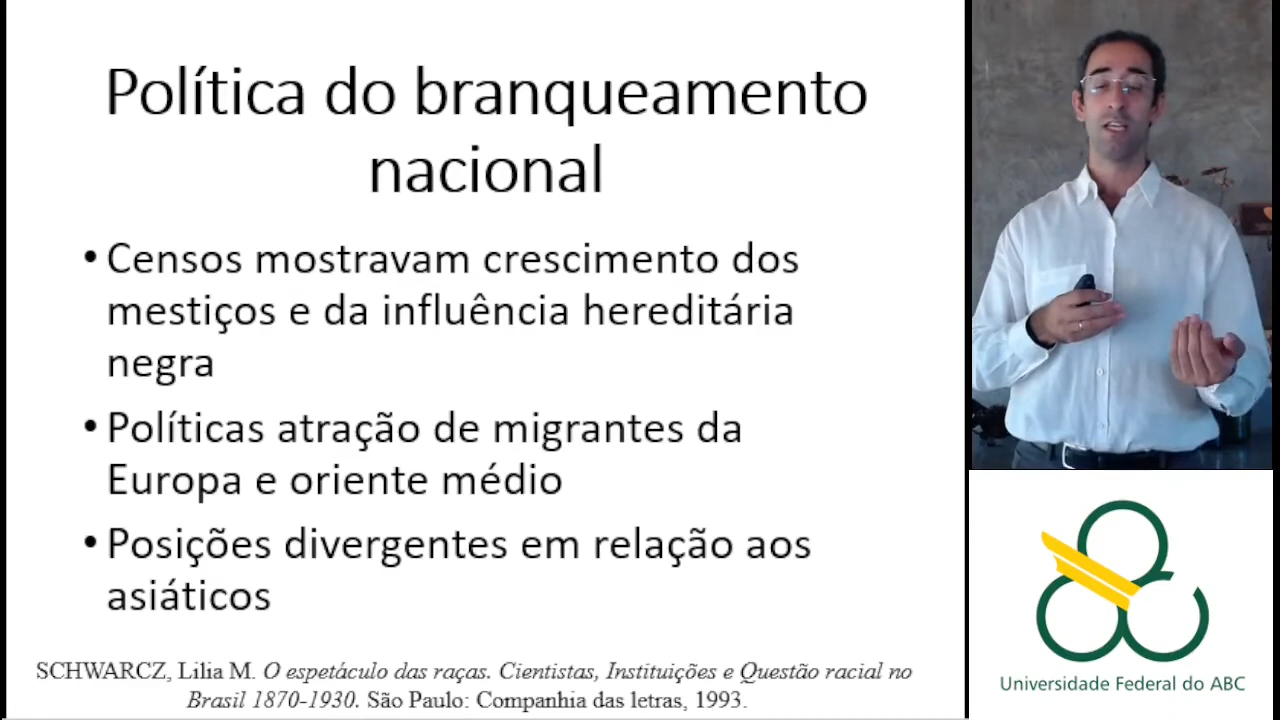 Política do branqueamento
nacional
• Censos mostravam crescimento dos
mestiços e da influência hereditária
negra
• Políticas atração de migrantes da
Europa e oriente médio
• Posições divergentes em relação aos
asiáticos
SCHWARCZ, Lilia M. O espetáculo das raças. Cientistas, Instituições e Questão racial no
Brasil 1870-1930. São Paulo: Companhia das letras, 1993.
Universidade Federal do ABC